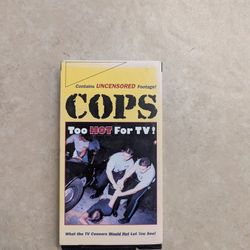 Contains UNCENSORED Footage!
COPS
Too HOT For TV!
What the TV Censors Would Not Let You See!